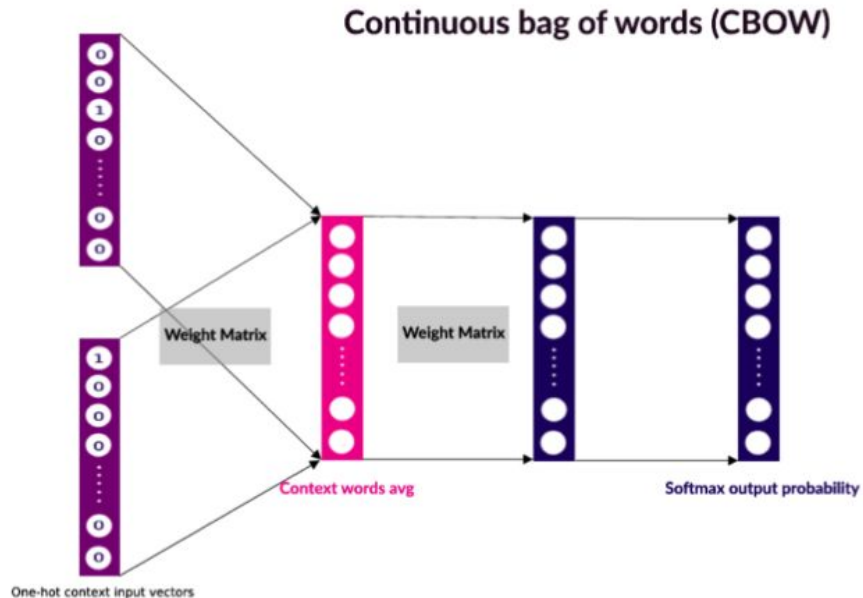 Continuous bag of words (CBOW)
0
0
1
0
0
0
Weight Matrix
Weight Matrix
1
0
0
0
0
0
Context words avg
Softmax output probability
One-hot context input vectors